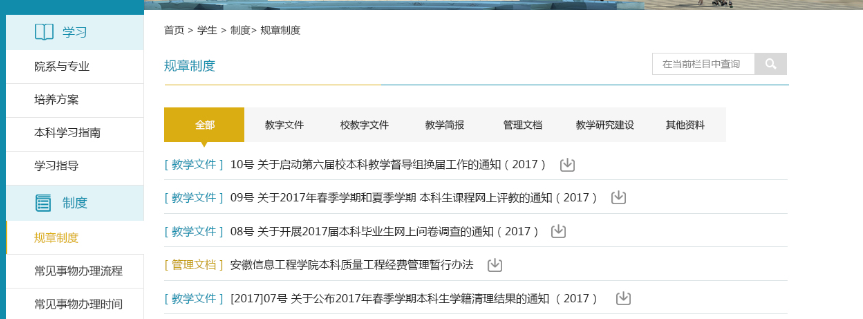 学习
院系与专业
培养方案
本科学习指南
学习指导
制度
规章制度
常见事物办理流程
常见事物办理时间
首页 > 学生 > 制度> 规章制度
规章制度
在当前栏目中查询
全部 教字文件 校教字文件 教学简报 管理文档 教学研究建设 其他资料
[ 教学文件 ] 10号 关于启动第六届校本科教学督导组换届工作的通知（2017 ）
[ 教学文件 ] 09号 关于2017年春季学期和夏季学期 本科生课程网上评教的通知（2017 ）
[ 教学文件 ] 08号 关于开展2017届本科毕业生网上问卷调查的通知（2017 ）
[ 管理文档 ] 安徽信息工程学院本科质量工程经费管理暂行办法
[ 教学文件 ] [2017]07号 关于公布2017年春季学期本科生学籍清理结果的通知 （ 2017 ）